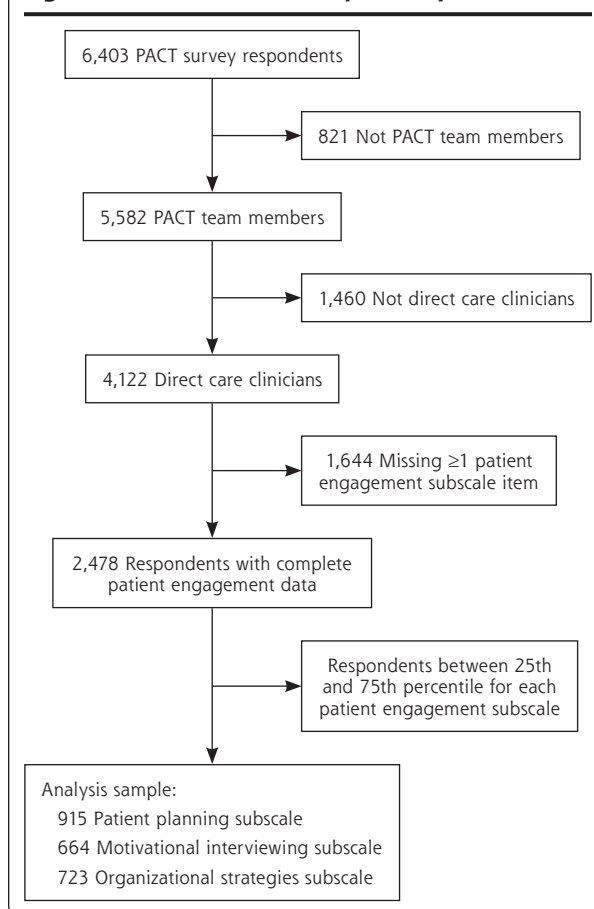 6,403 PACT survey respondents
821 Not PACT team members
5,582 PACT team members
1,460 Not direct care clinicians
4,122 Direct care clinicians
1,644 Missing ≥1 patient
engagement subscale item
2,478 Respondents with complete
patient engagement data
Respondents between 25th
and 75th percentile for each
patient engagement subscale
Analysis sample:
915 Patient planning subscale
664 Motivational interviewing subscale
723 Organizational strategies subscale